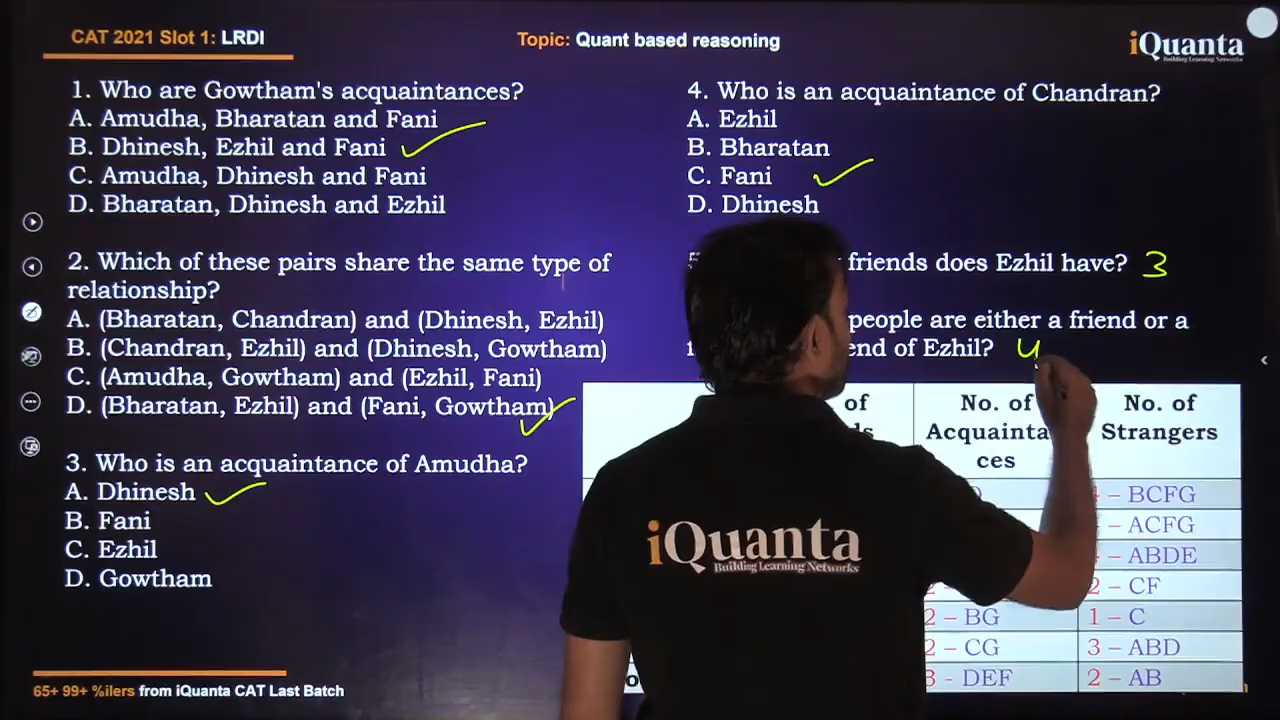 CAT 2021 Slot 1: LRDI
Topic: Quant based reasoning
iQuanta
Building Learning Networks
1. Who are Gowtham's acquaintances?
A. Amudha, Bharatan and Fani
B. Dhinesh, Ezhil and Fani
C. Amudha, Dhinesh and Fani
D. Bharatan, Dhinesh and Ezhil
2. Which of these pairs share the same type of
relationship?
A. (Bharatan, Chandran) and (Dhinesh, Ezhil)
B. (Chandran, Ezhil) and (Dhinesh, Gowtham)
C. (Amudha, Gowtham) and (Ezhil, Fani)
D. (Bharatan, Ezhil) and (Fani, Gowtham)
3. Who is an acquaintance of Amudha?
A. Dhinesh
B. Fani
C. Ezhil
D. Gowtham
4. Who is an acquaintance of Chandran?
A. Ezhil
B. Bharatan
C. Fani
D. Dhinesh
friends does Ezhil have? 3
people are either a friend or a
of Ezhil? 4
of
No. of
Acquainta
ces
No. of
Strangers
– BCFG
– ACFG
– ABDE
2 – CF
2 – BG
1 – C
2 – CG
3 – ABD
3 – DEF
2 – AB
iQuanta
Building Learning Networks
65+ 99+ %ilers from iQuanta CAT Last Batch